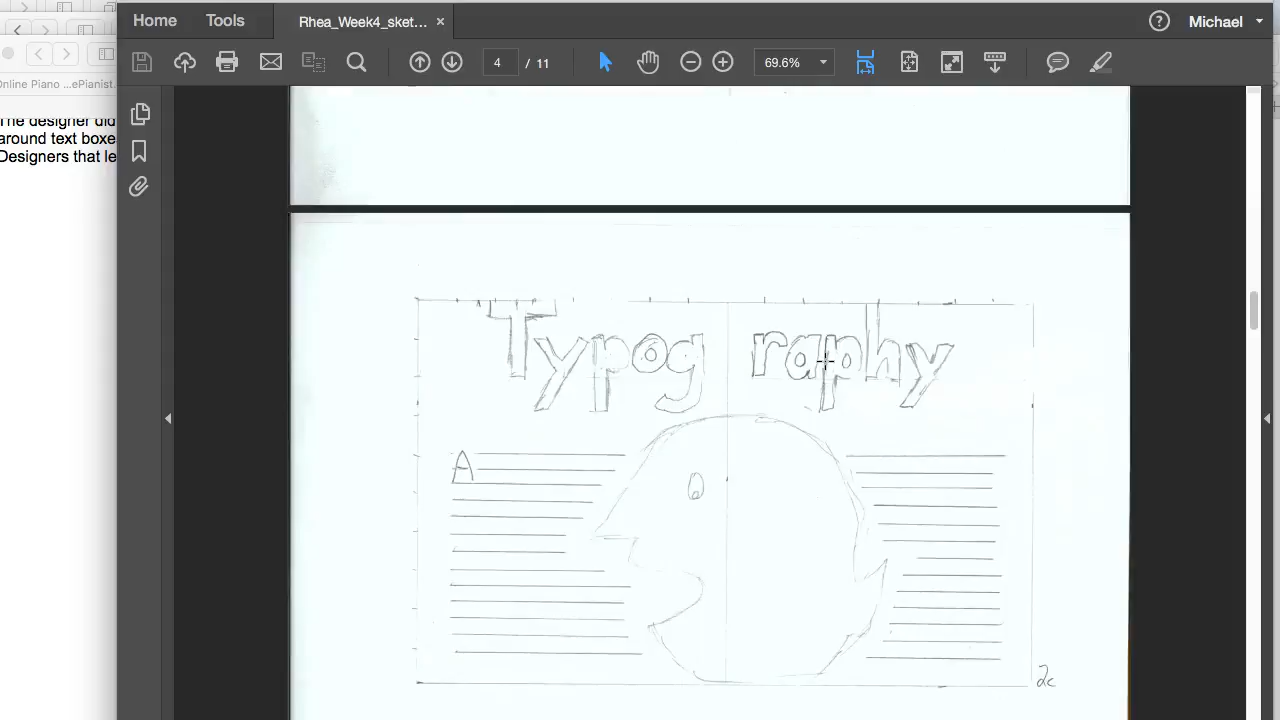 Home Tools Rhea_Week4_sket... × ? Michael
4 / 11 69.6%
Online Piano ...ePianist.
The designer did
around text boxe
Designers that le
Typog raphy
A
2c